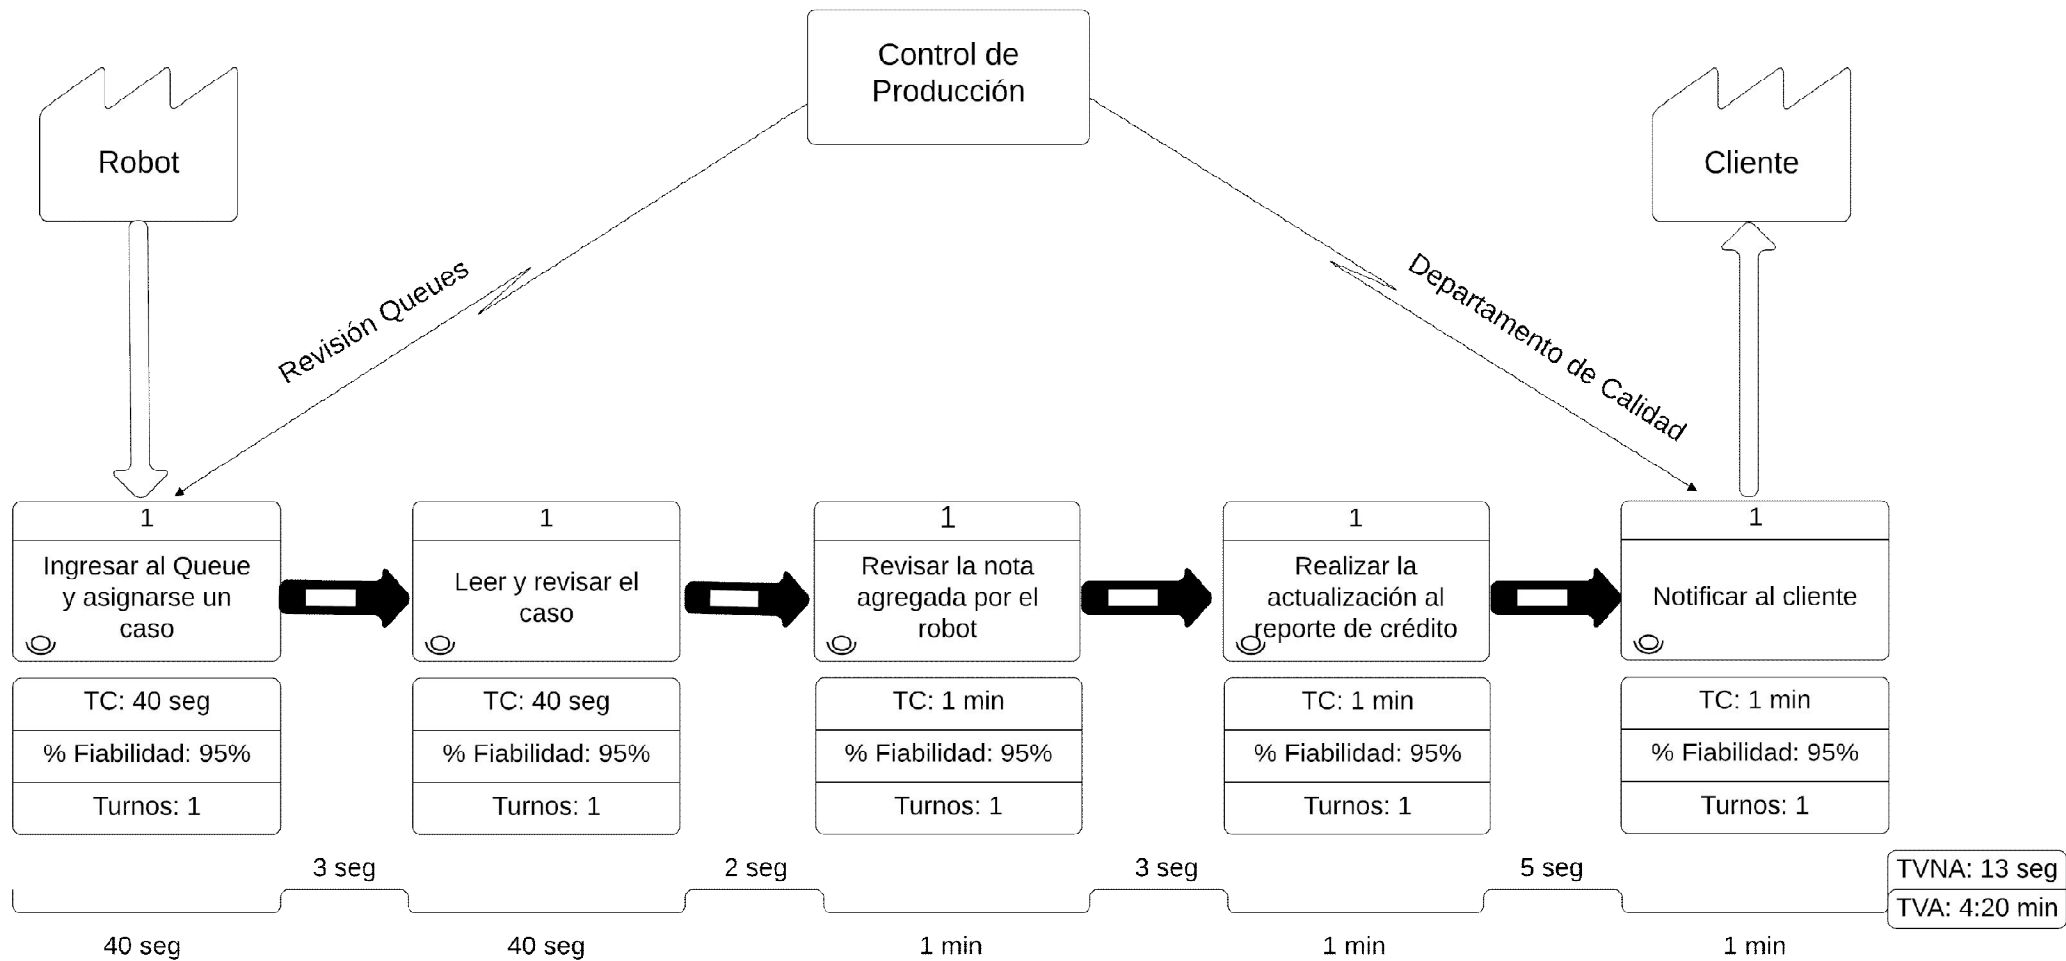 Control de
Producción
Robot
Cliente
Revisión Queues
Departamento de Calidad
1
Ingresar al Queue
y asignarse un
caso
TC: 40 seg
% Fiabilidad: 95%
Turnos: 1
1
Leer y revisar el
caso
TC: 40 seg
% Fiabilidad: 95%
Turnos: 1
1
Revisar la nota
agregada por el
robot
TC: 1 min
% Fiabilidad: 95%
Turnos: 1
1
Realizar la
actualización al
reporte de crédito
TC: 1 min
% Fiabilidad: 95%
Turnos: 1
1
Notificar al cliente
TC: 1 min
% Fiabilidad: 95%
Turnos: 1
3 seg
2 seg
3 seg
5 seg
TVNA: 13 seg
TVA: 4:20 min
40 seg
40 seg
1 min
1 min
1 min